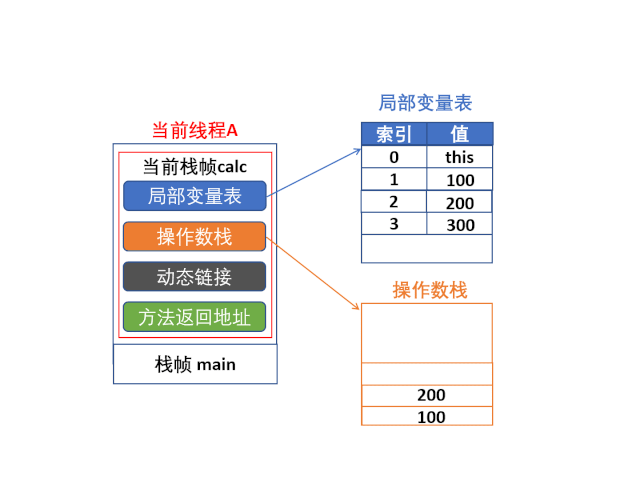 当前线程A
当前栈帧calc
局部变量表
操作数栈
动态链接
方法返回地址
栈帧 main
局部变量表
索引 值
0 this
1 100
2 200
3 300
操作数栈
200
100